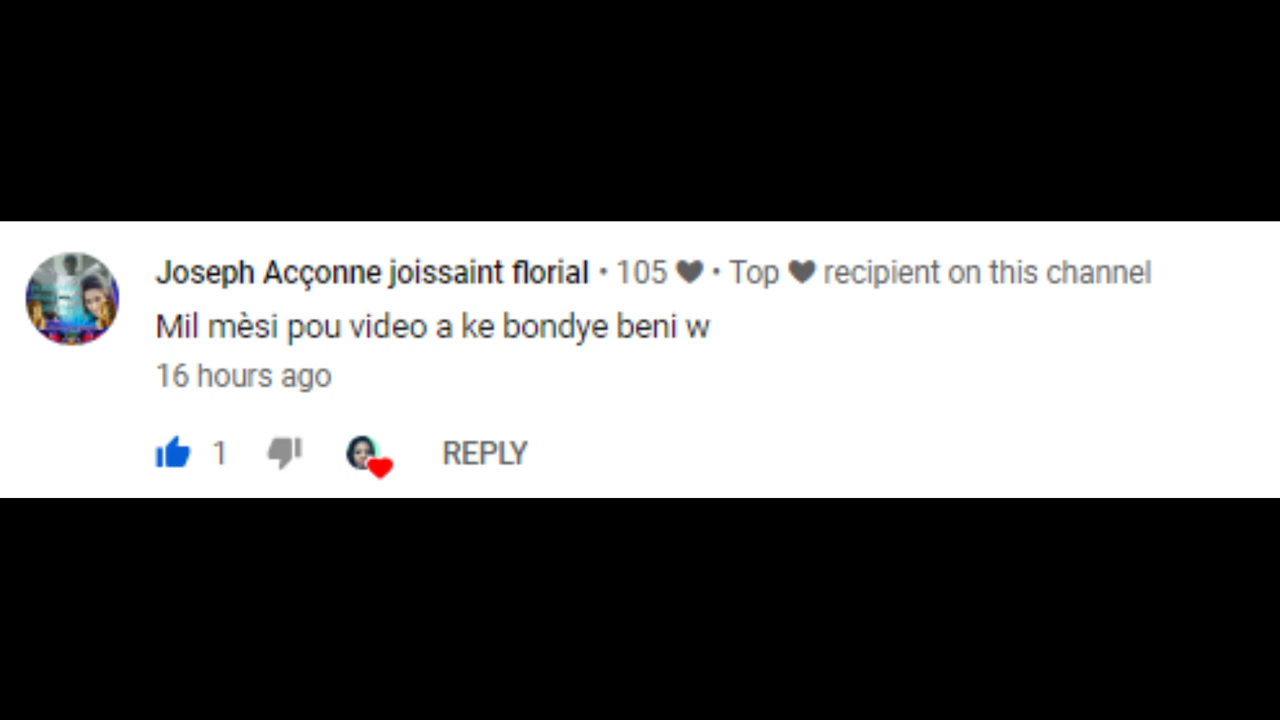 Joseph Acçonne joissaint florial • 105 🖤 • Top 🖤 recipient on this channel
Mil mèsi pou video a ke bondye beni w
16 hours ago
1 REPLY